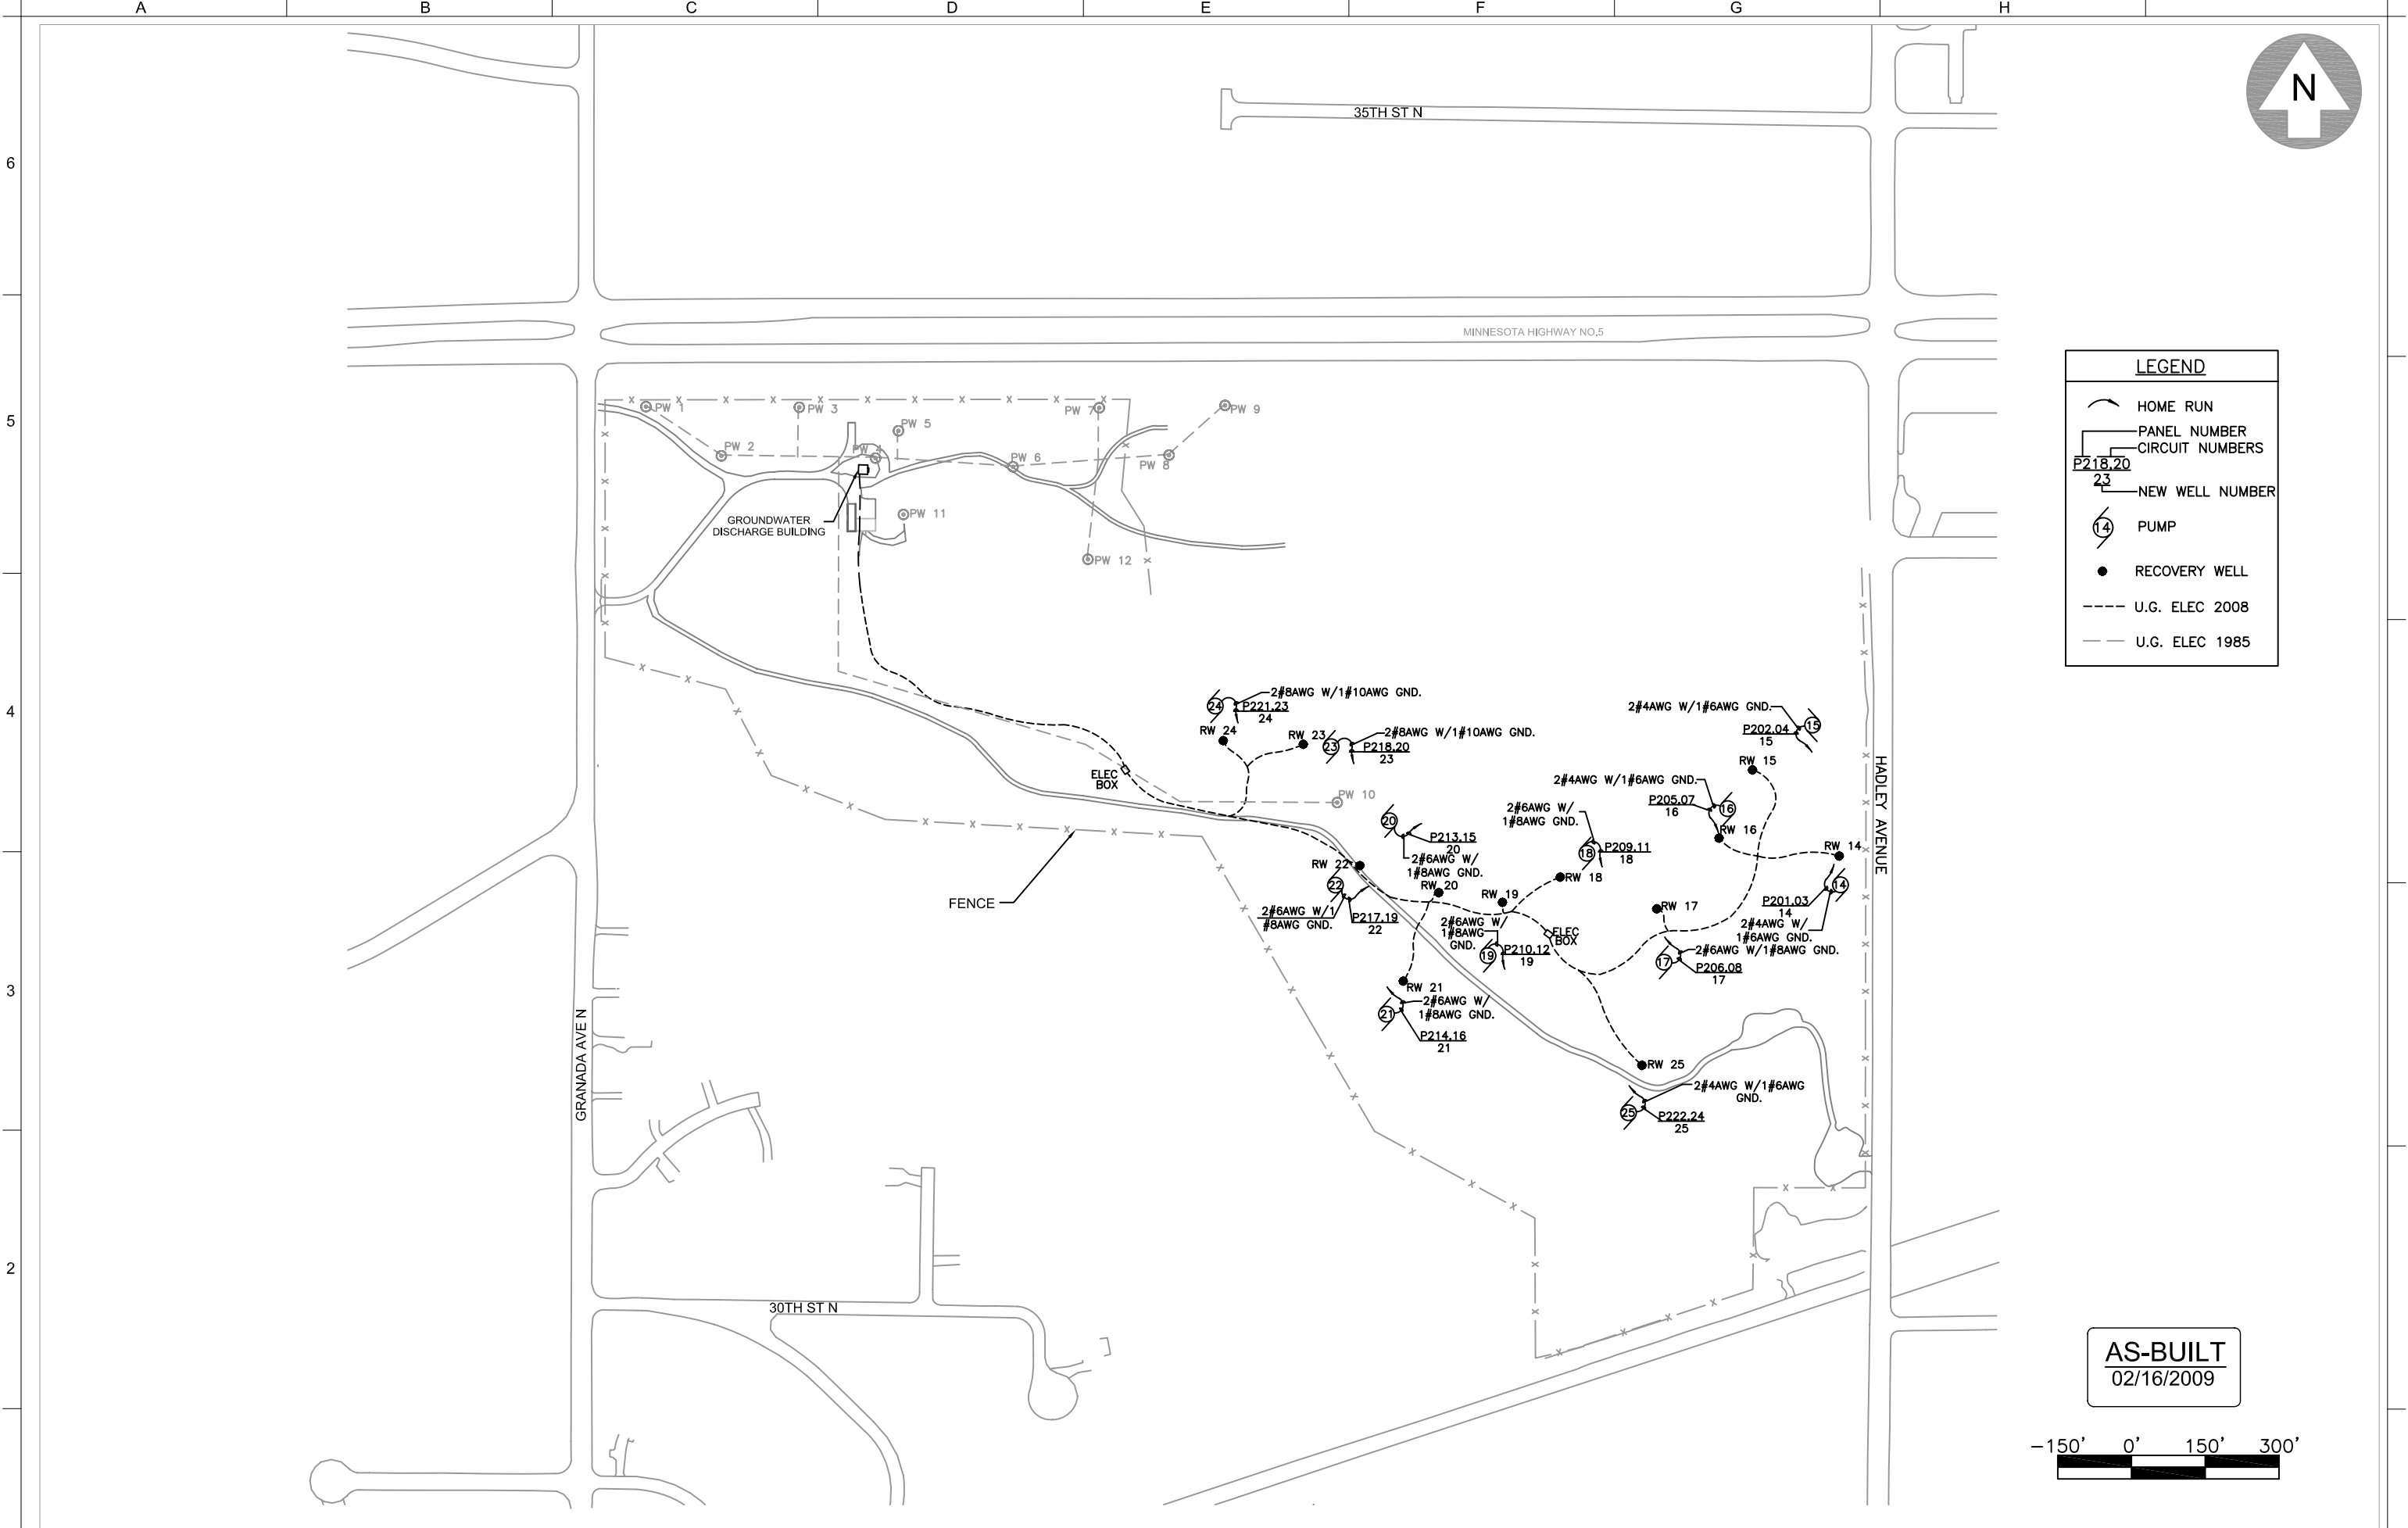 A
B
C
D
E
F
G
H
6
5
4
3
2
35TH ST N
N
MINNESOTA HIGHWAY NO.5
LEGEND
HOME RUN
PANEL NUMBER
CIRCUIT NUMBERS
P218,20
23
NEW WELL NUMBER
14
PUMP
RECOVERY WELL
U.G. ELEC 2008
U.G. ELEC 1985
PW 1
PW 3
PW 7
PW 9
PW 5
PW 2
PW 4
PW 6
PW 8
PW 11
PW 12
GROUNDWATER
DISCHARGE BUILDING
24
2#8AWG W/1#10AWG GND.
P221,23
24
RW 24
RW 23
23
2#8AWG W/1#10AWG GND.
P218,20
23
2#4AWG W/1#6AWG GND.
15
P202,04
15
RW 15
ELEC
BOX
PW 10
2#4AWG W/1#6AWG GND.
P205,07
16
16
RW 16
2#6AWG W/
1#8AWG GND.
18
P209,11
18
RW 18
20
P213,15
20
2#6AWG W/
1#8AWG GND.
RW 20
RW 22
22
2#6AWG W/1
#8AWG GND.
P217,19
22
RW 19
2#6AWG W/
1#8AWG
GND.
19
P210,12
19
ELEC
BOX
RW 14
14
P201,03
14
2#4AWG W/
1#6AWG GND.
RW 17
2#6AWG W/1#8AWG GND.
17
P206,08
17
RW 21
2#6AWG W/
1#8AWG GND.
21
P214,16
21
RW 25
2#4AWG W/1#6AWG
GND.
25
P222,24
25
FENCE
HADLEY AVENUE
GRANADA AVE N
30TH ST N
AS-BUILT
02/16/2009
-150' 0' 150' 300'